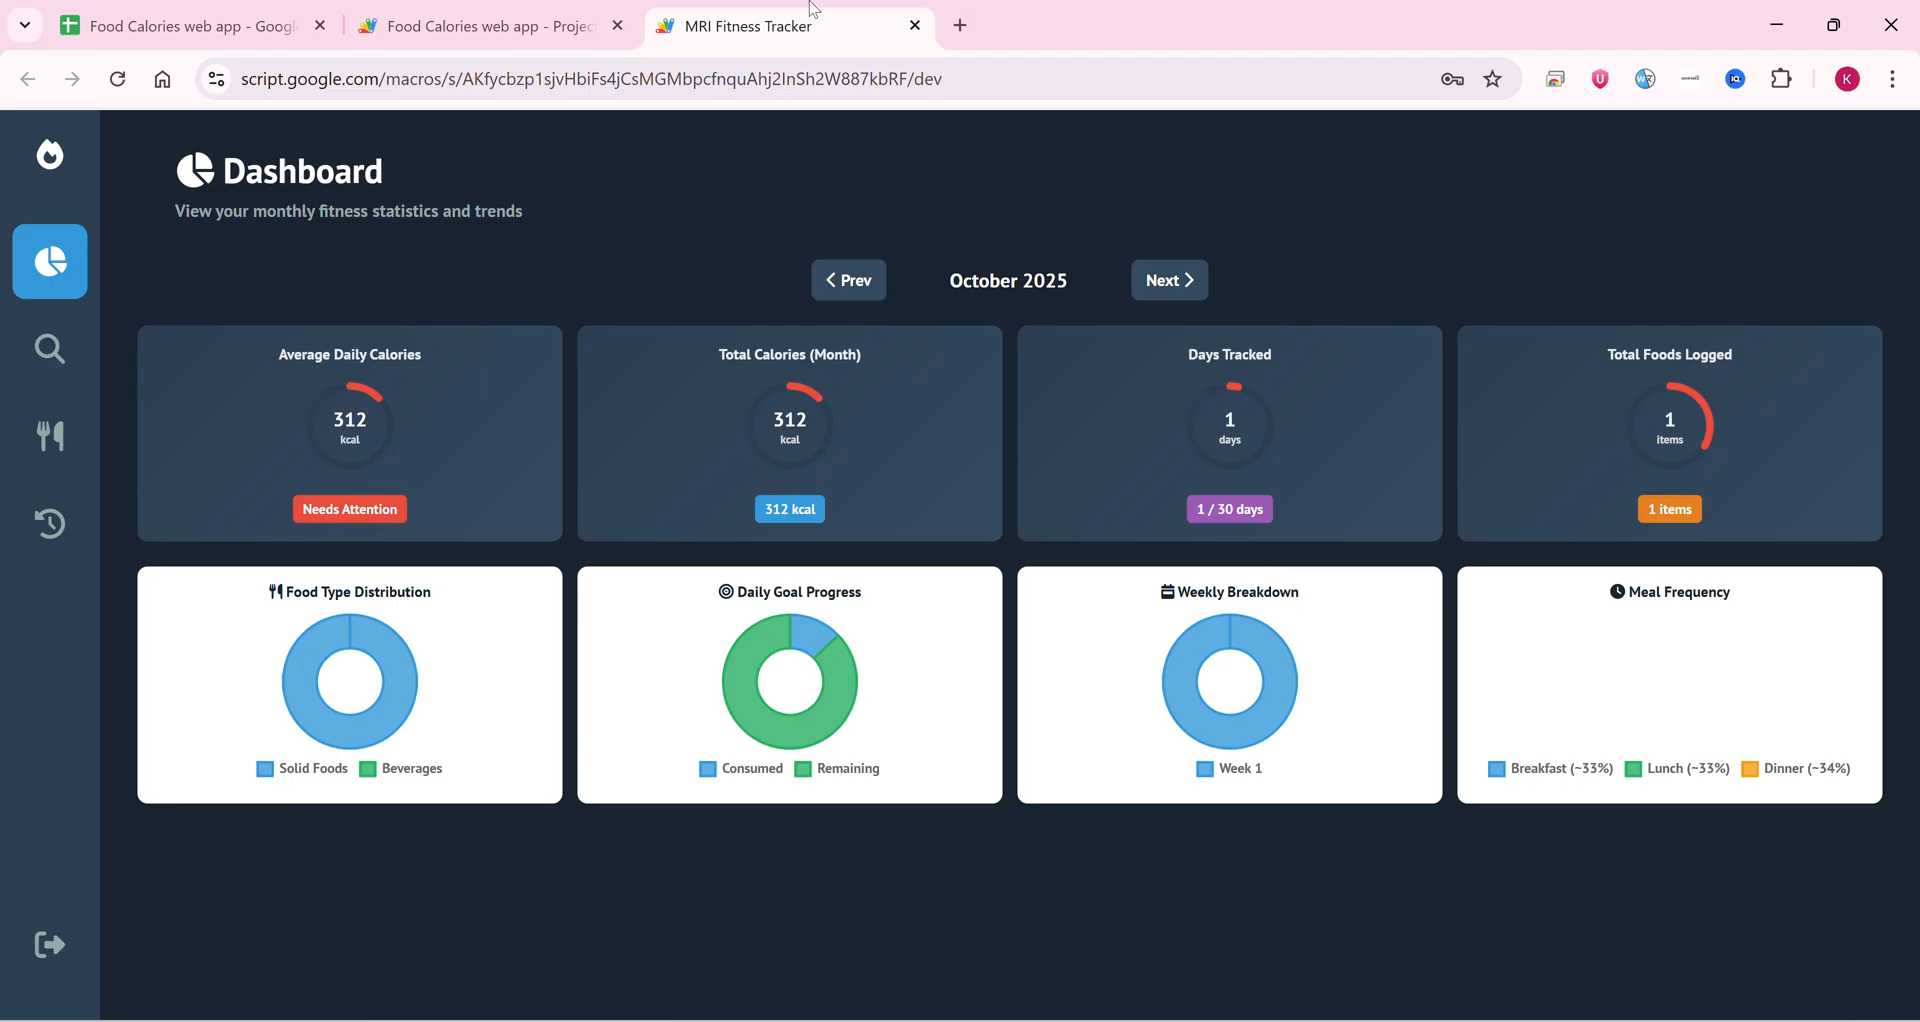 Food Calories web app - Googl
Food Calories web app - Project
MRI Fitness Tracker
script.google.com/macros/s/AKfycbzp1sjvHbiFs4jCsMGMbpcfnquAhj2InSh2W887kbRF/dev
K
Dashboard
View your monthly fitness statistics and trends
Prev
October 2025
Next
Average Daily Calories
312
kcal
Needs Attention
Total Calories (Month)
312
kcal
312 kcal
Days Tracked
1
days
1 / 30 days
Total Foods Logged
1
items
1 items
Food Type Distribution
Solid Foods
Beverages
Daily Goal Progress
Consumed
Remaining
Weekly Breakdown
Week 1
Meal Frequency
Breakfast (~33%)
Lunch (~33%)
Dinner (~34%)